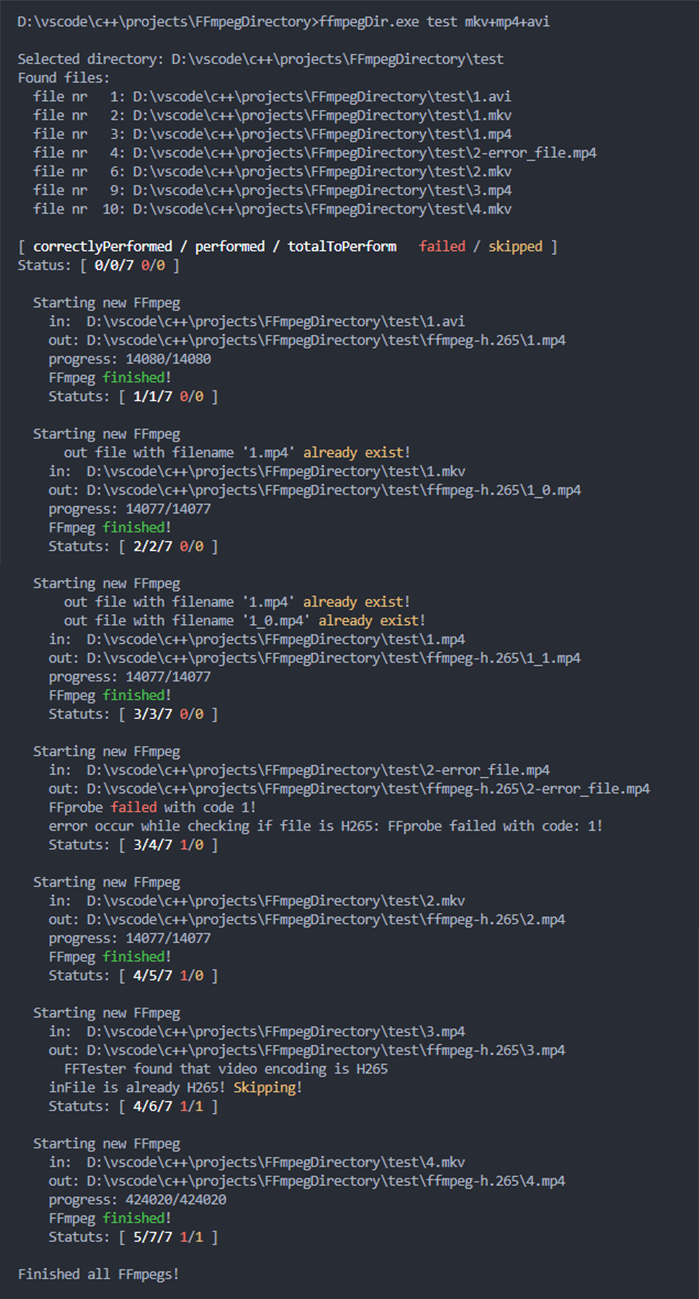 D:\vscode\c++\projects\FFmpegDirectory>ffmpegDir.exe test mkv+mp4+avi
Selected directory: D:\vscode\c++\projects\FFmpegDirectory\test
Found files:
file nr 1: D:\vscode\c++\projects\FFmpegDirectory\test\1.avi
file nr 2: D:\vscode\c++\projects\FFmpegDirectory\test\1.mkv
file nr 3: D:\vscode\c++\projects\FFmpegDirectory\test\1.mp4
file nr 4: D:\vscode\c++\projects\FFmpegDirectory\test\2-error_file.mp4
file nr 6: D:\vscode\c++\projects\FFmpegDirectory\test\2.mkv
file nr 9: D:\vscode\c++\projects\FFmpegDirectory\test\3.mp4
file nr 10: D:\vscode\c++\projects\FFmpegDirectory\test\4.mkv
[ correctlyPerformed / performed / totalToPerform failed / skipped ]
Status: [ 0/0/7 0/0 ]
Starting new FFmpeg
in: D:\vscode\c++\projects\FFmpegDirectory\test\1.avi
out: D:\vscode\c++\projects\FFmpegDirectory\test\ffmpeg-h.265\1.mp4
progress: 14080/14080
FFmpeg finished!
Statuts: [ 1/1/7 0/0 ]
Starting new FFmpeg
out file with filename '1.mp4' already exist!
in: D:\vscode\c++\projects\FFmpegDirectory\test\1.mkv
out: D:\vscode\c++\projects\FFmpegDirectory\test\ffmpeg-h.265\1_0.mp4
progress: 14077/14077
FFmpeg finished!
Statuts: [ 2/2/7 0/0 ]
Starting new FFmpeg
out file with filename '1.mp4' already exist!
out file with filename '1_0.mp4' already exist!
in: D:\vscode\c++\projects\FFmpegDirectory\test\1.mp4
out: D:\vscode\c++\projects\FFmpegDirectory\test\ffmpeg-h.265\1_1.mp4
progress: 14077/14077
FFmpeg finished!
Statuts: [ 3/3/7 0/0 ]
Starting new FFmpeg
in: D:\vscode\c++\projects\FFmpegDirectory\test\2-error_file.mp4
out: D:\vscode\c++\projects\FFmpegDirectory\test\ffmpeg-h.265\2-error_file.mp4
FFprobe failed with code 1!
error occur while checking if file is H265: FFprobe failed with code: 1!
Statuts: [ 3/4/7 1/0 ]
Starting new FFmpeg
in: D:\vscode\c++\projects\FFmpegDirectory\test\2.mkv
out: D:\vscode\c++\projects\FFmpegDirectory\test\ffmpeg-h.265\2.mp4
progress: 14077/14077
FFmpeg finished!
Statuts: [ 4/5/7 1/0 ]
Starting new FFmpeg
in: D:\vscode\c++\projects\FFmpegDirectory\test\3.mp4
out: D:\vscode\c++\projects\FFmpegDirectory\test\ffmpeg-h.265\3.mp4
FFTester found that video encoding is H265
inFile is already H265! Skipping!
Statuts: [ 4/6/7 1/1 ]
Starting new FFmpeg
in: D:\vscode\c++\projects\FFmpegDirectory\test\4.mkv
out: D:\vscode\c++\projects\FFmpegDirectory\test\ffmpeg-h.265\4.mp4
progress: 424020/424020
FFmpeg finished!
Statuts: [ 5/7/7 1/1 ]
Finished all FFmpegs!